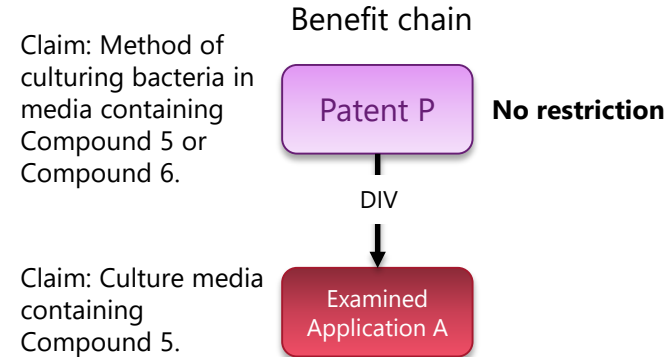 Benefit chain
Claim: Method of
culturing bacteria in
media containing
Compound 5 or
Compound 6.
Patent P
No restriction
DIV
Claim: Culture media
containing
Compound 5.
Examined
Application A